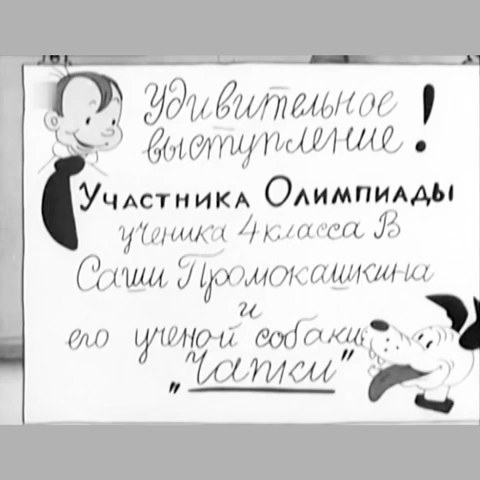 Удивительное
выступление!
Участника Олимпиады
ученика 4 класса В
Саши Промокашкина
и
его ученой собаки
„Чапки”